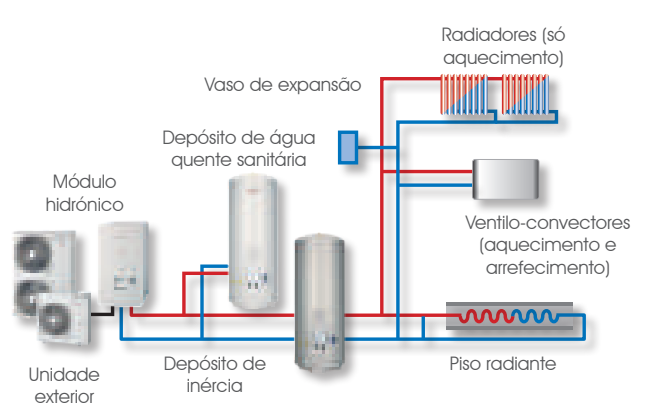 Radiadores (só
aquecimento)
Vaso de expansão
Depósito de água
quente sanitária
Módulo
hidrónico
Ventilo-convectores
(aquecimento e
arrefecimento)
Unidade
exterior
Depósito de
inércia
Piso radiante